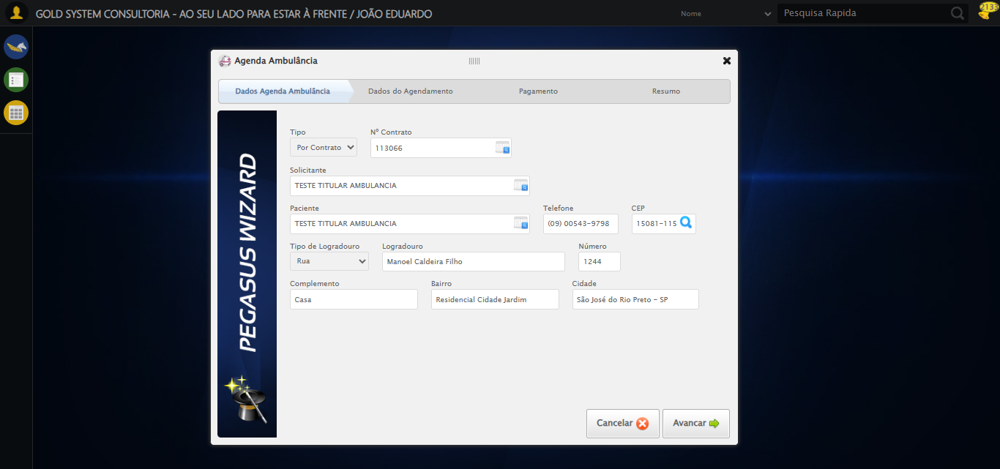 GOLD SYSTEM CONSULTORIA - AO SEU LADO PARA ESTAR À FRENTE / JOÃO EDUARDO
Nome
Pesquisa Rapida
2133
Agenda Ambulância
Dados Agenda Ambulância
Dados do Agendamento
Pagamento
Resumo
PEGASUS WIZARD
Tipo
Nº Contrato
Por Contrato
113066
Solicitante
TESTE TITULAR AMBULANCIA
Paciente
Telefone
CEP
TESTE TITULAR AMBULANCIA
(09) 00543-9798
15081-115
Tipo de Logradouro
Logradouro
Número
Rua
Manoel Caldeira Filho
1244
Complemento
Bairro
Cidade
Casa
Residencial Cidade Jardim
São José do Rio Preto - SP
Cancelar
Avancar